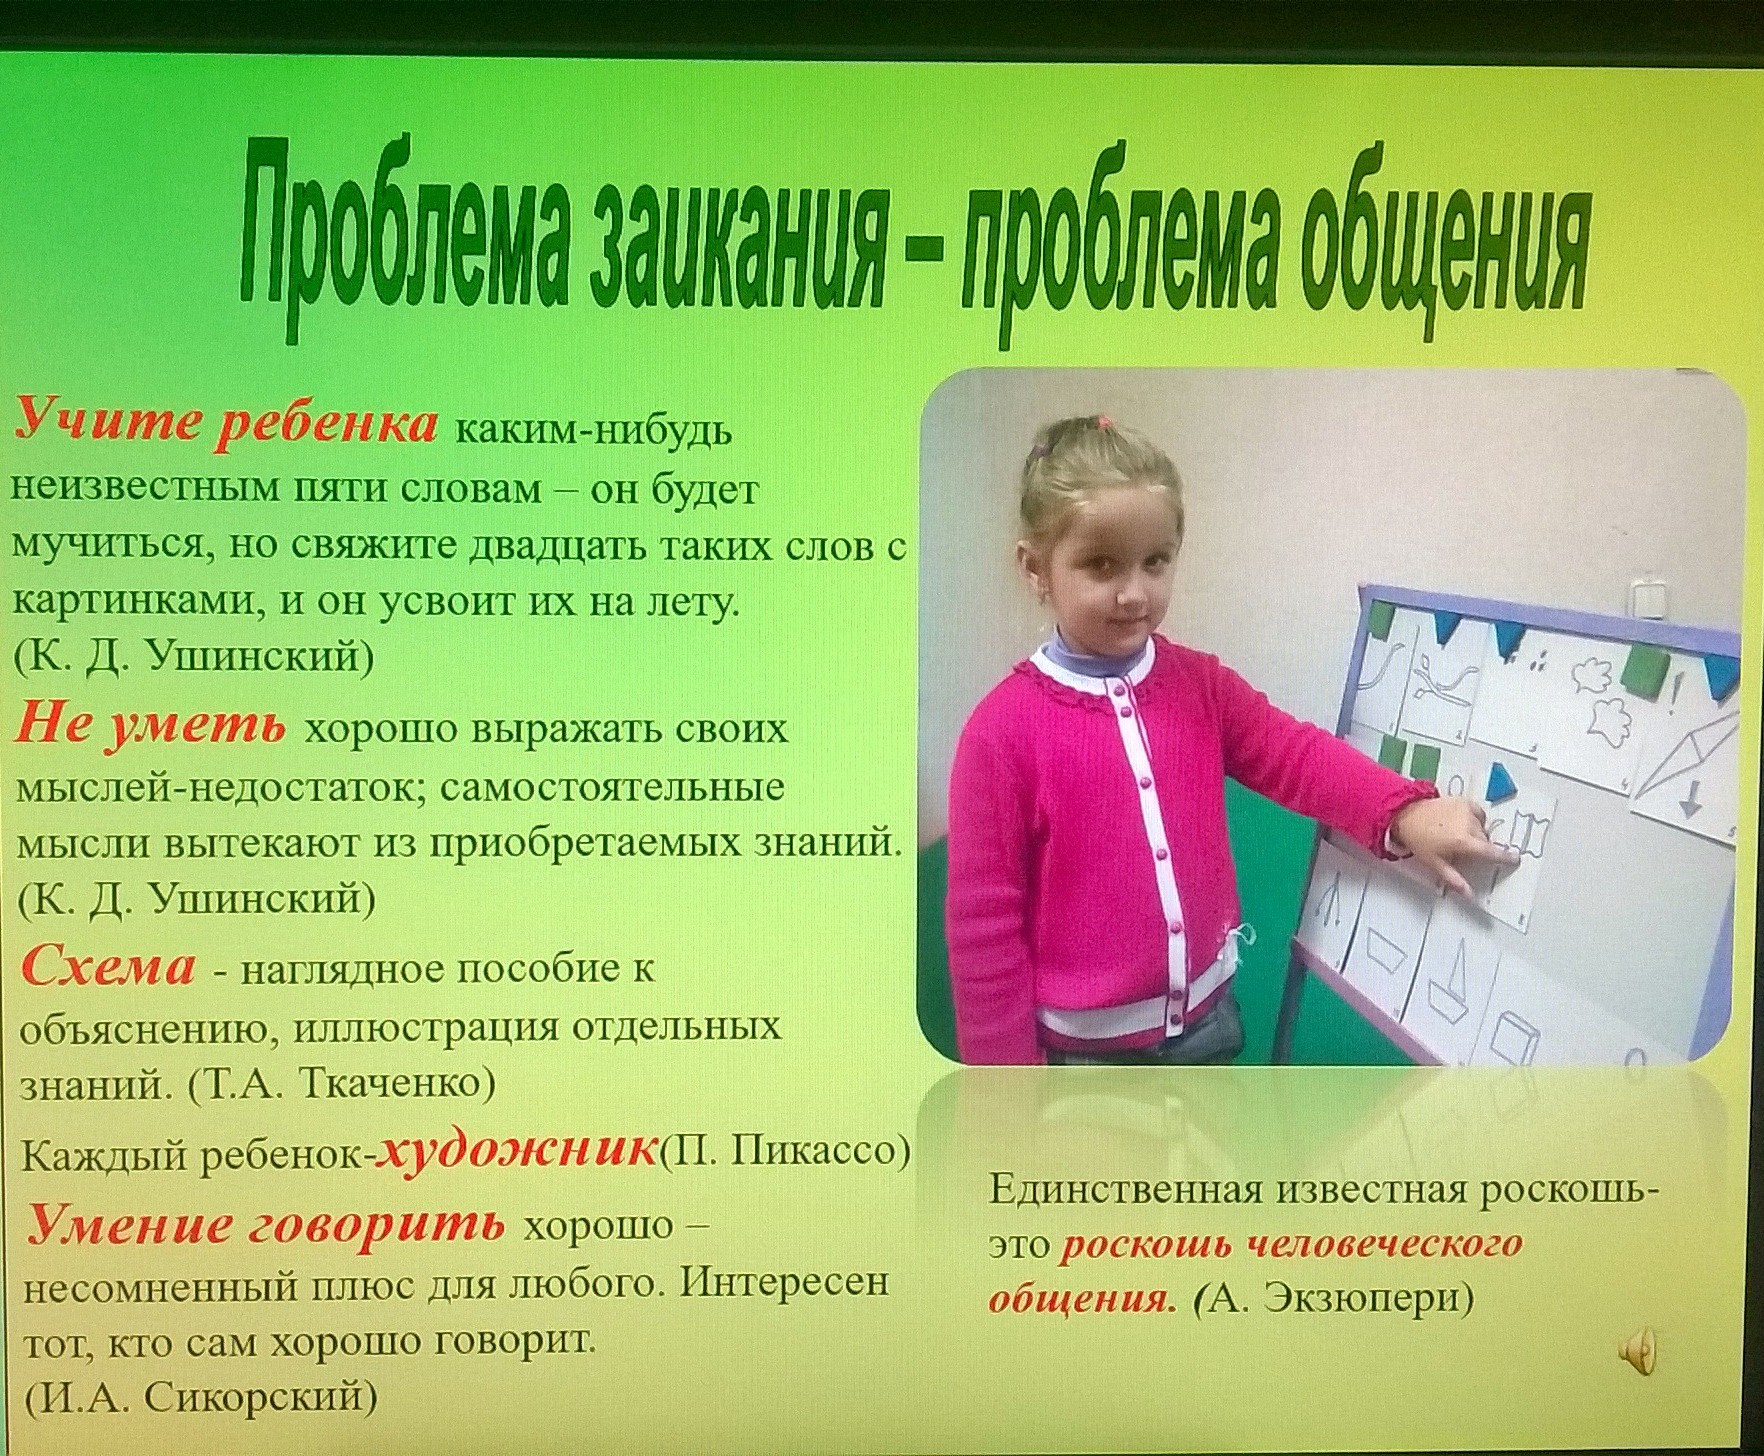 Проблема заикания – проблема общения
Учите ребенка каким-нибудь
неизвестным пяти словам – он будет
мучиться, но свяжите двадцать таких слов с
картинками, и он усвоит их на лету.
(К. Д. Ушинский)
Не уметь хорошо выражать своих
мыслей-недостаток; самостоятельные
мысли вытекают из приобретаемых знаний.
(К. Д. Ушинский)
Схема - наглядное пособие к
объяснению, иллюстрация отдельных
знаний. (Т.А. Ткаченко)
Каждый ребенок-художник(П. Пикассо)
Умение говорить хорошо –
несомненный плюс для любого. Интересен
тот, кто сам хорошо говорит.
(И.А. Сикорский)
Единственная известная роскошь-
это роскошь человеческого
общения. (А. Экзюпери)